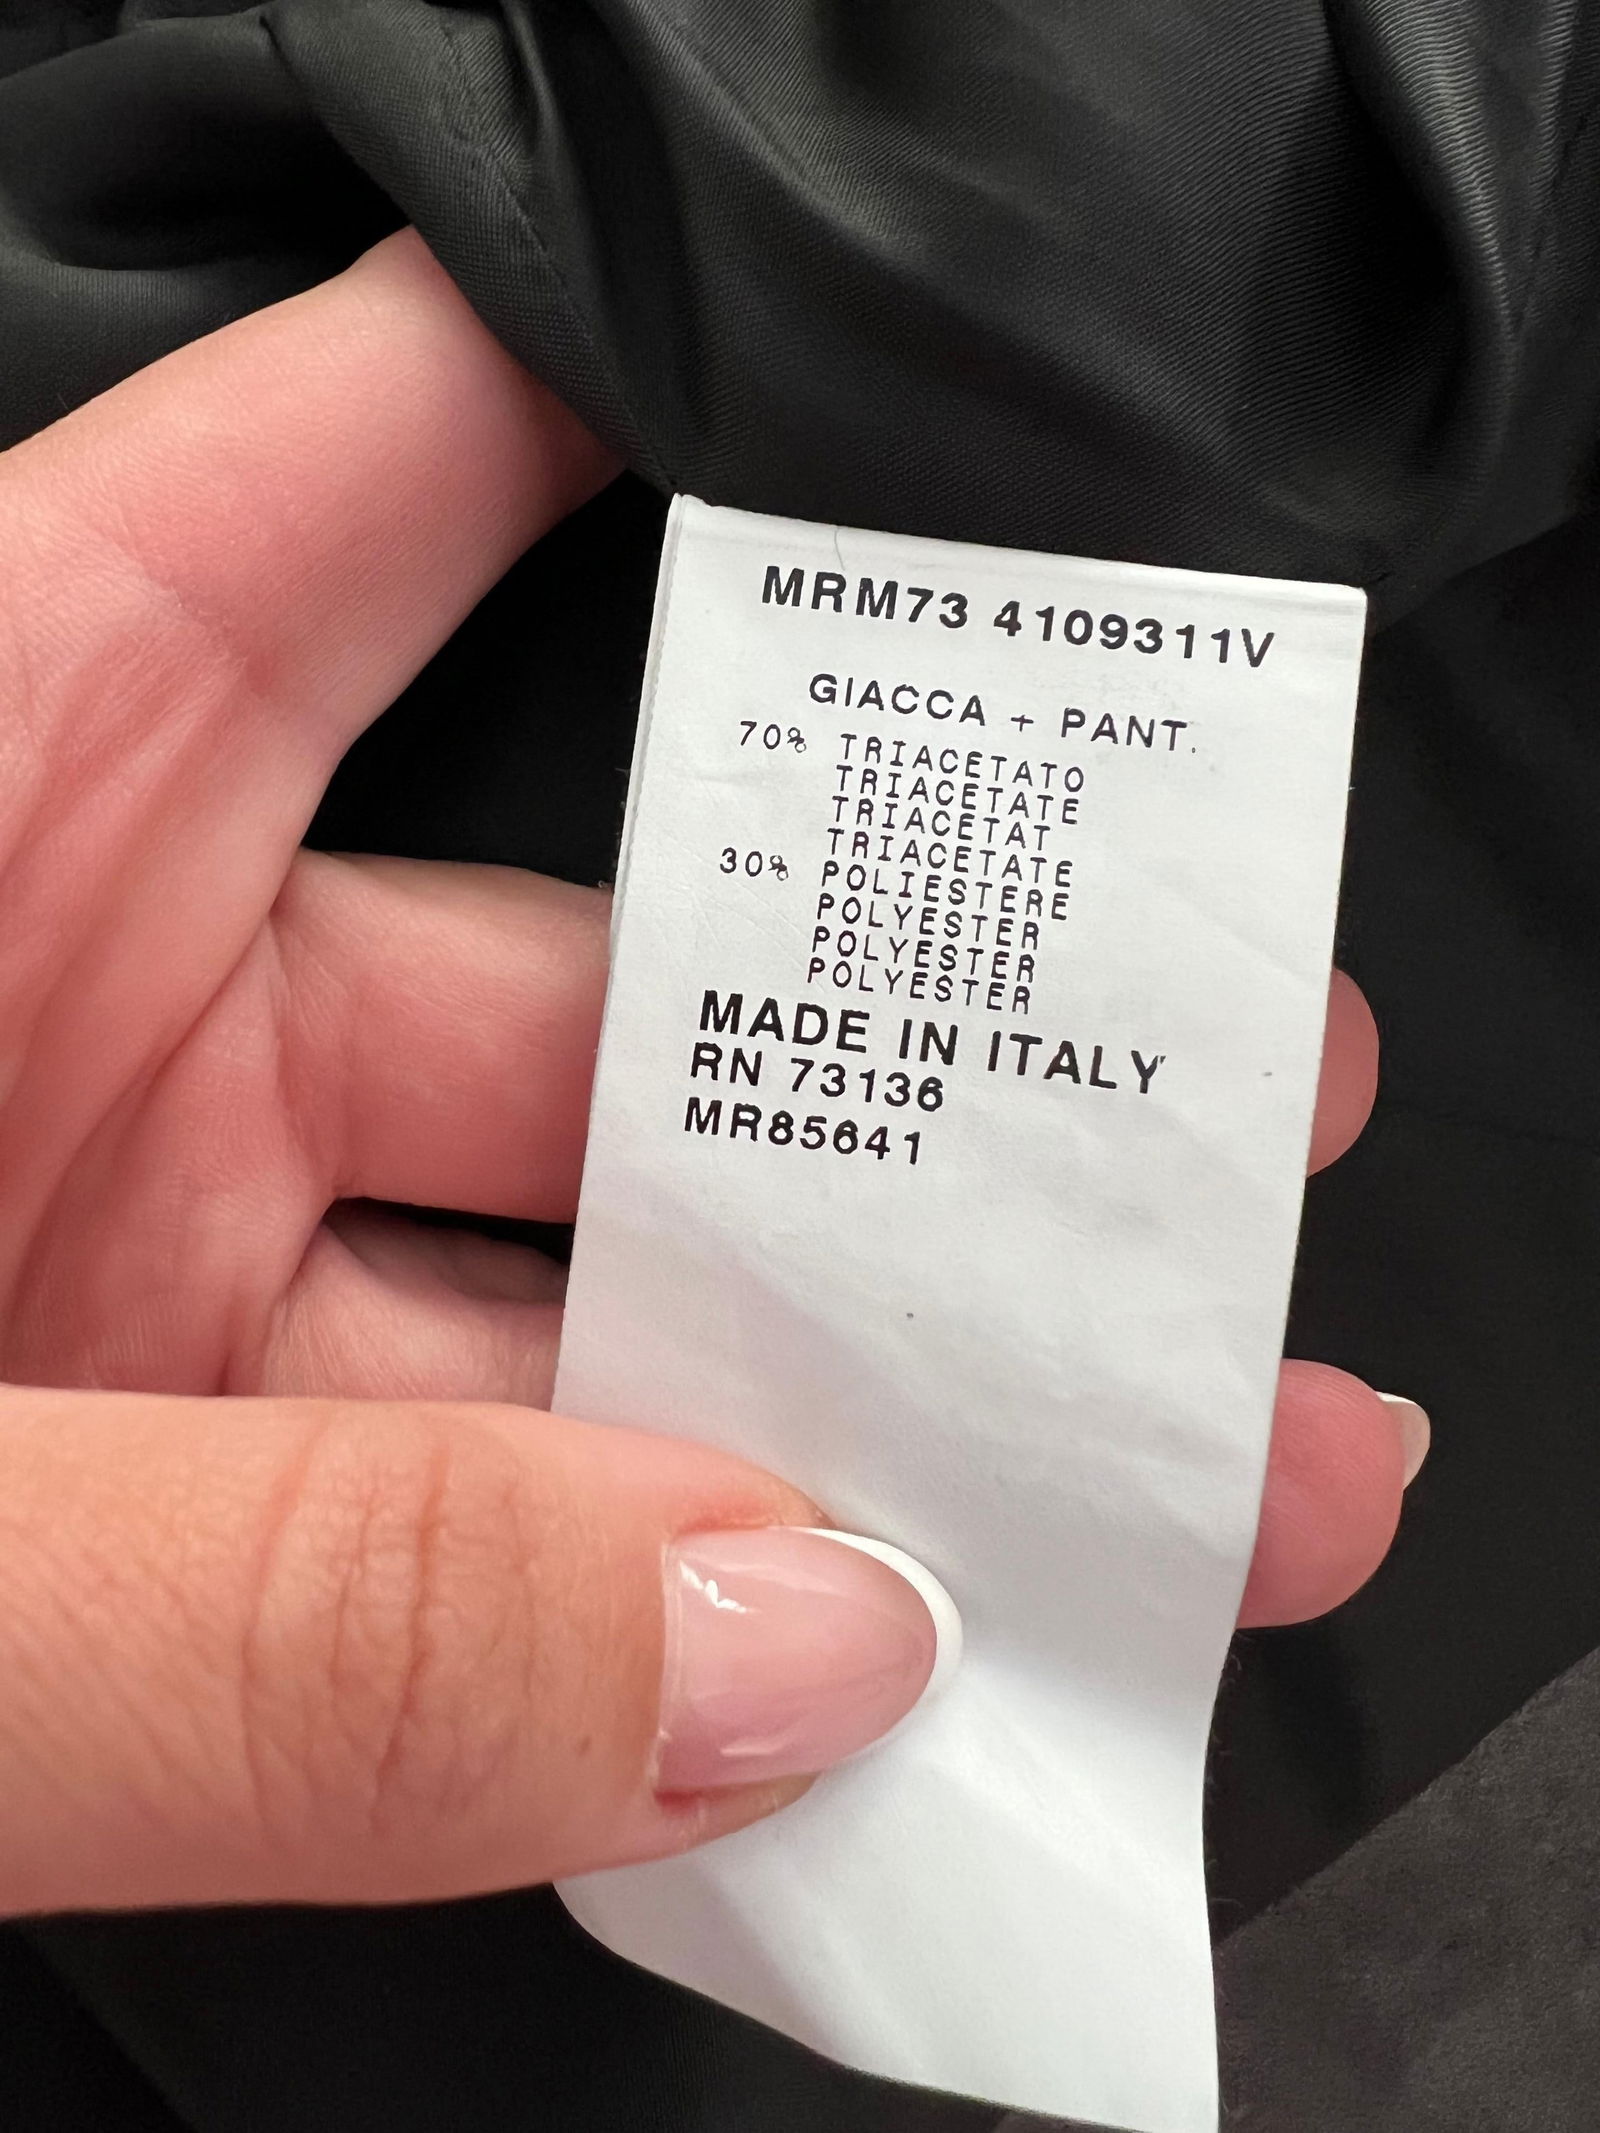 MRM73 4109311V
GIACCA + PANT.
70% TRIACETATO
TRIACETATE
TRIACETAT
TRIACETATE
30% POLIESTERE
POLYESTER
POLYESTER
POLYESTER
MADE IN ITALY
RN 73136
MR85641